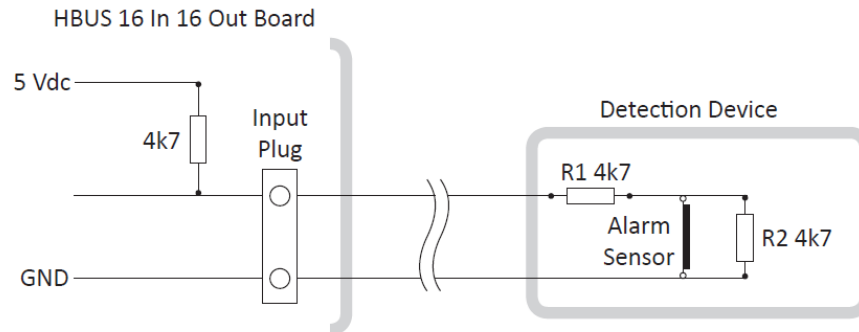 HBUS 16 In 16 Out Board
5 Vdc
4k7
Input
Plug
GND
Detection Device
R1 4k7
Alarm
Sensor
R2 4k7